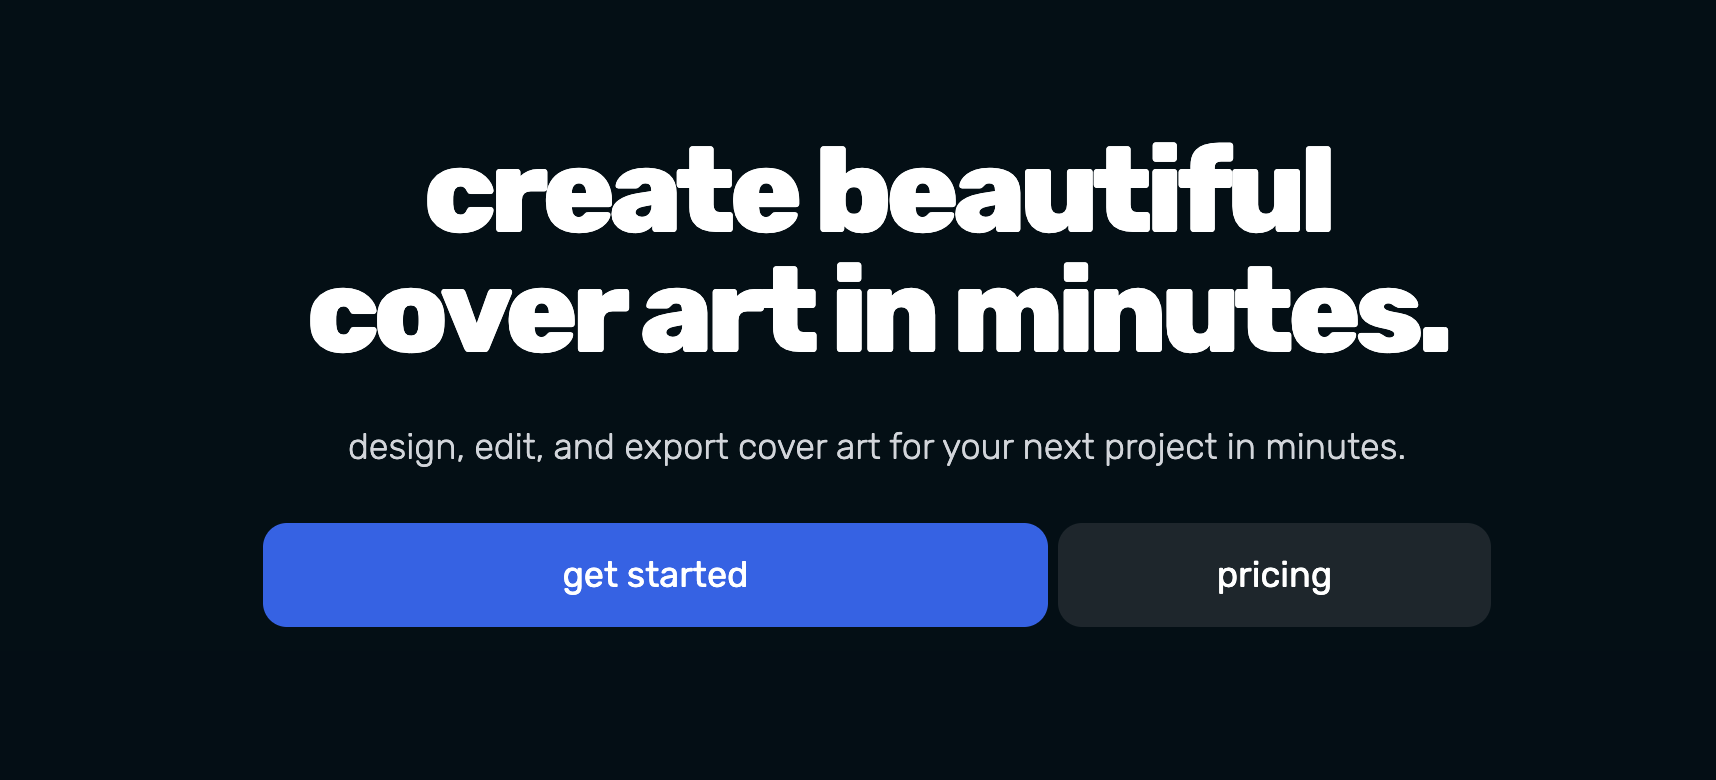 create beautiful
cover art in minutes.
design, edit, and export cover art for your next project in minutes.
get started
pricing